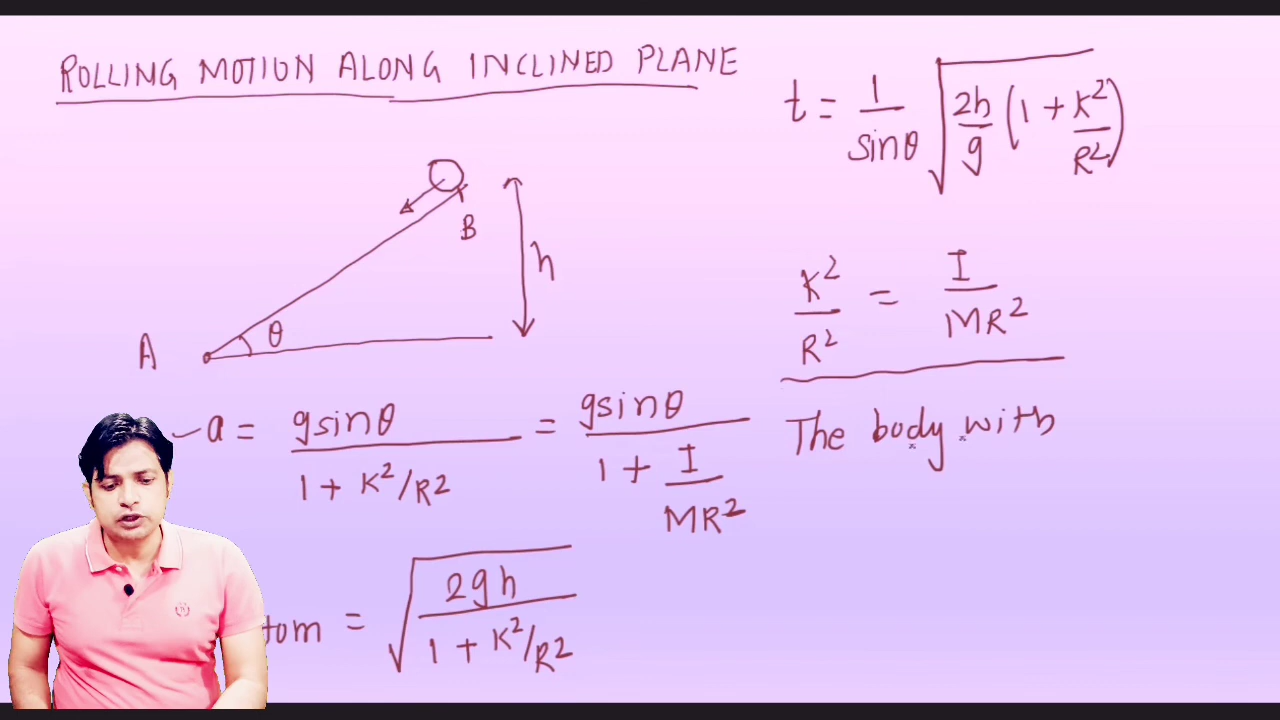 ROLLING MOTION ALONG INCLINED PLANE
B
h
θ
A
a = gsinθ / (1 + K²/R²) = gsinθ / (1 + I/MR²)
tom = √(2gh / (1 + K²/R²))
t = 1/sinθ √(2h/g (1 + K²/R²))
K²/R² = I/MR²
The body with